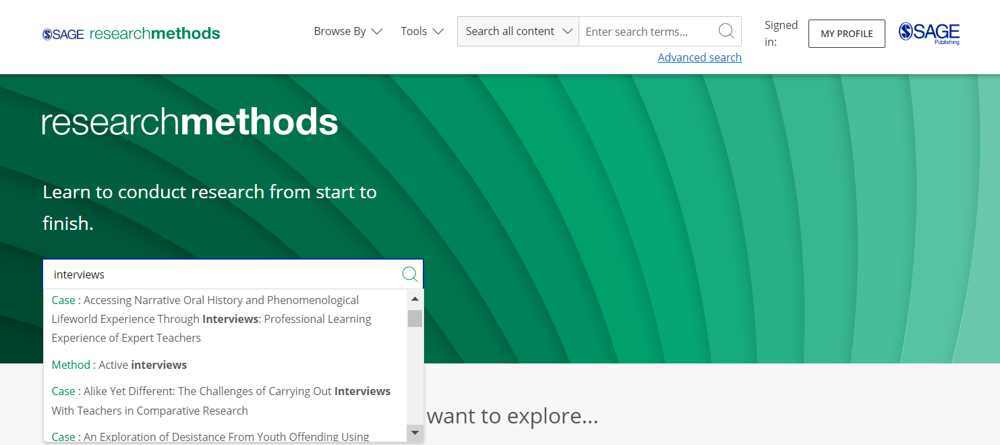 SAGE researchmethods
Browse By
Tools
Search all content
Enter search terms...
Advanced search
Signed
in:
MY PROFILE
SAGE
Publishing
researchmethods
Learn to conduct research from start to
finish.
interviews
Case : Accessing Narrative Oral History and Phenomenological
Lifeworld Experience Through Interviews: Professional Learning
Experience of Expert Teachers
Method : Active interviews
Case : Alike Yet Different: The Challenges of Carrying Out Interviews
With Teachers in Comparative Research
Case : An Exploration of Desistance From Youth Offending Using
want to explore...